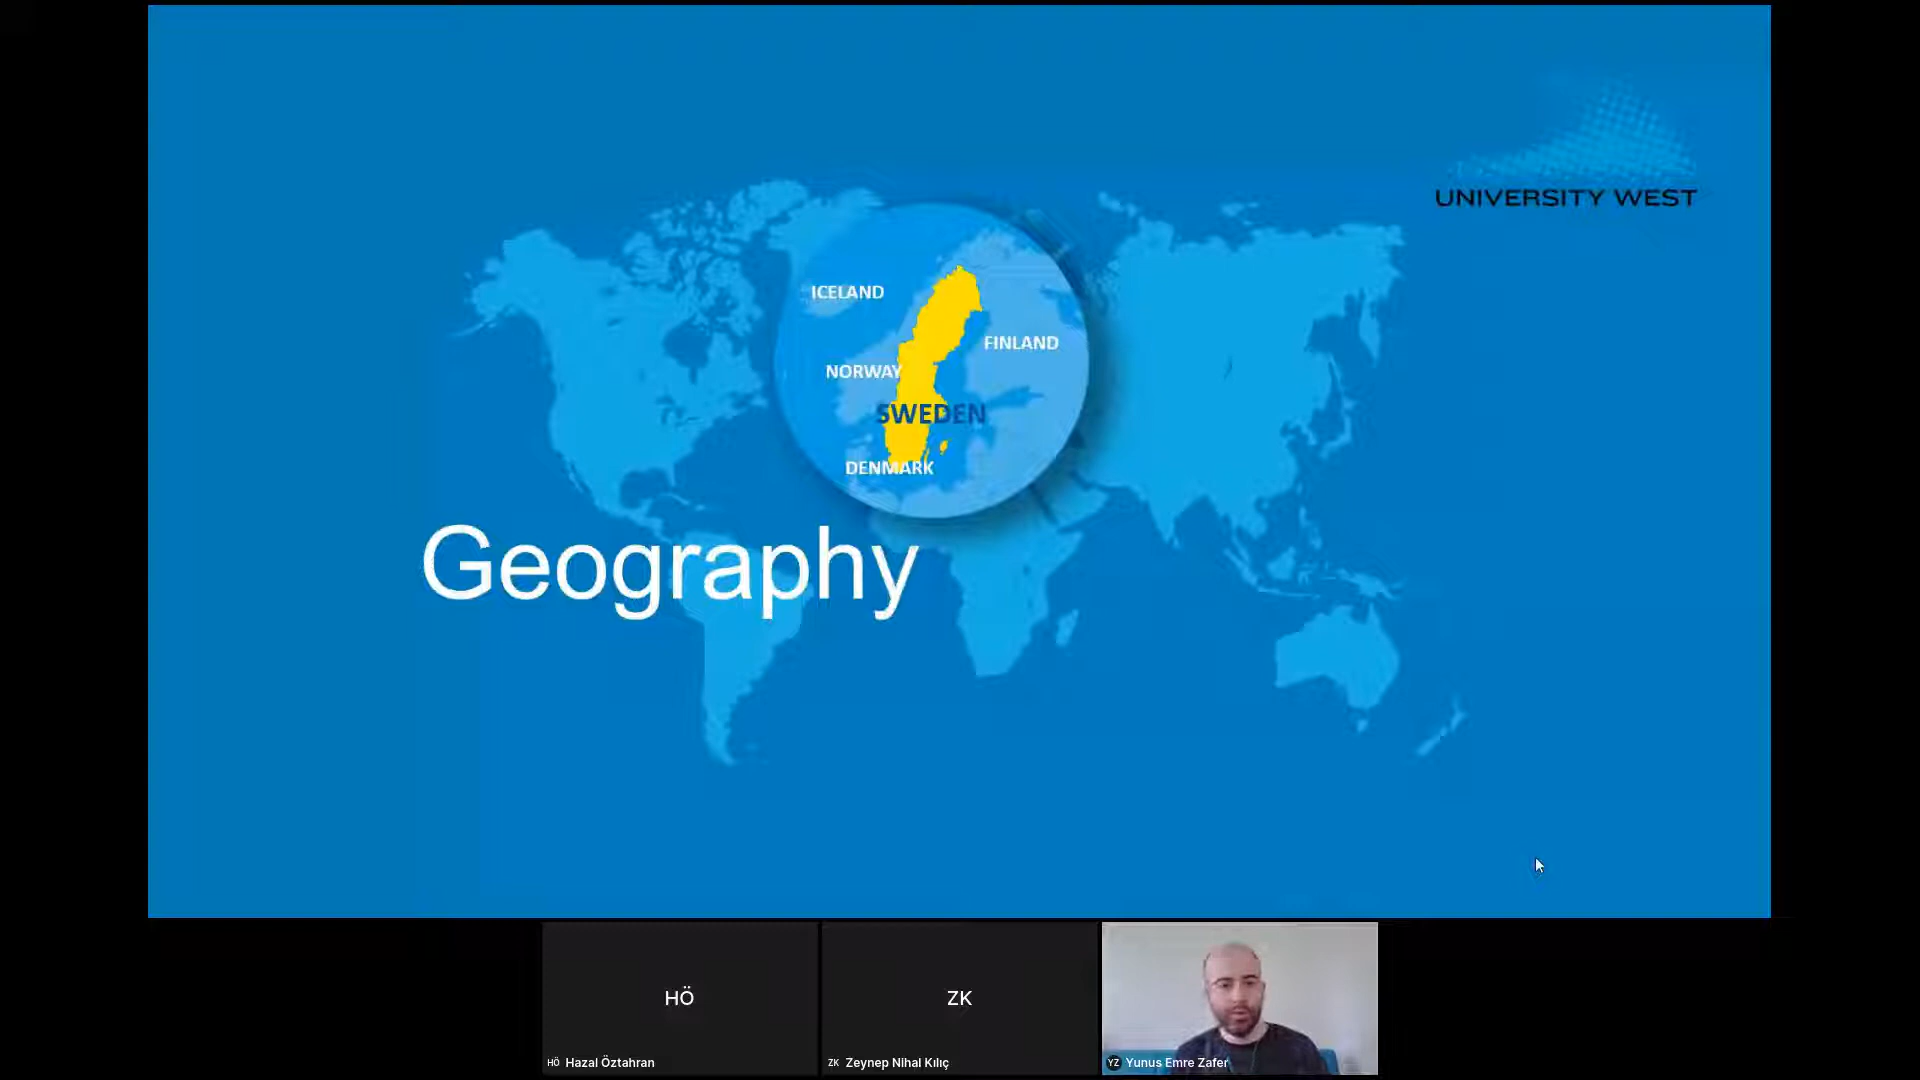 UNIVERSITY WEST
ICELAND
FINLAND
NORWAY
SWEDEN
DENMARK
Geography
HÖ
ZK
HÖ Hazal Öztahran
ZK Zeynep Nihal Kılıç
YZ Yunus Emre Zafer